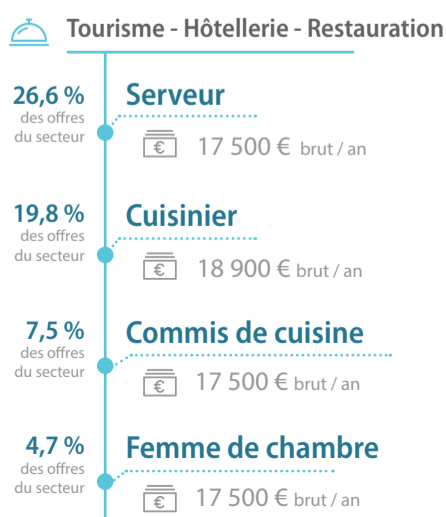 Tourisme - Hôtellerie - Restauration
26,6 %
des offres
du secteur
Serveur
€ 17 500 € brut / an
19,8 %
des offres
du secteur
Cuisinier
€ 18 900 € brut / an
7,5 %
des offres
du secteur
Commis de cuisine
€ 17 500 € brut / an
4,7 %
des offres
du secteur
Femme de chambre
€ 17 500 € brut / an